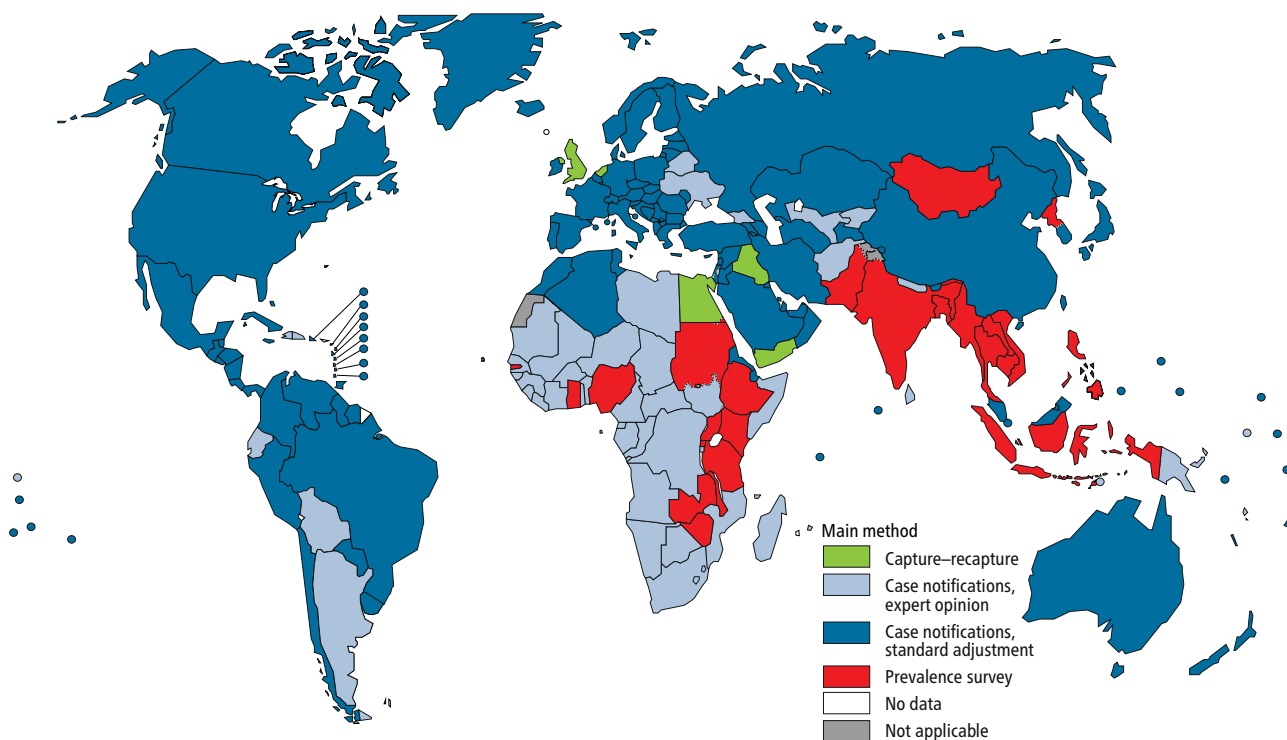 Main method
Capture–recapture
Case notifications,
expert opinion
Case notifications,
standard adjustment
Prevalence survey
No data
Not applicable